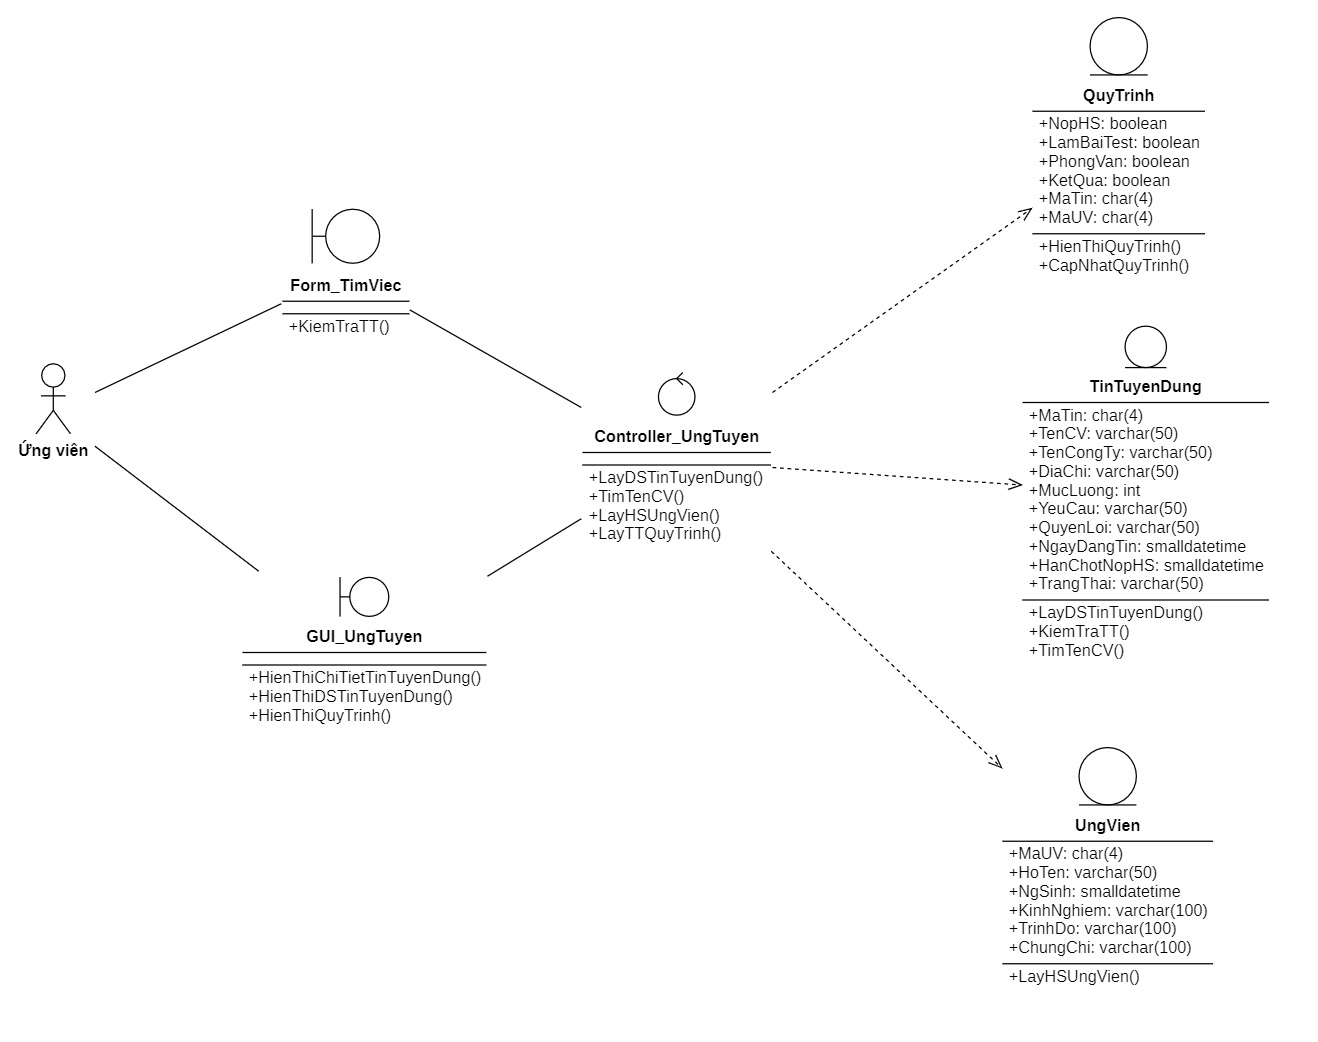 Ứng viên
Form_TimViec
+KiemTraTT()
GUI_UngTuyen
+HienThiChiTietTinTuyenDung()
+HienThiDSTinTuyenDung()
+HienThiQuyTrinh()
Controller_UngTuyen
+LayDSTinTuyenDung()
+TimTenCV()
+LayHSUngVien()
+LayTTQuyTrinh()
QuyTrinh
+NopHS: boolean
+LamBaiTest: boolean
+PhongVan: boolean
+KetQua: boolean
+MaTin: char(4)
+MaUV: char(4)
+HienThiQuyTrinh()
+CapNhatQuyTrinh()
TinTuyenDung
+MaTin: char(4)
+TenCV: varchar(50)
+TenCongTy: varchar(50)
+DiaChi: varchar(50)
+MucLuong: int
+YeuCau: varchar(50)
+QuyenLoi: varchar(50)
+NgayDangTin: smalldatetime
+HanChotNopHS: smalldatetime
+TrangThai: varchar(50)
+LayDSTinTuyenDung()
+KiemTraTT()
+TimTenCV()
UngVien
+MaUV: char(4)
+HoTen: varchar(50)
+NgSinh: smalldatetime
+KinhNghiem: varchar(100)
+TrinhDo: varchar(100)
+ChungChi: varchar(100)
+LayHSUngVien()